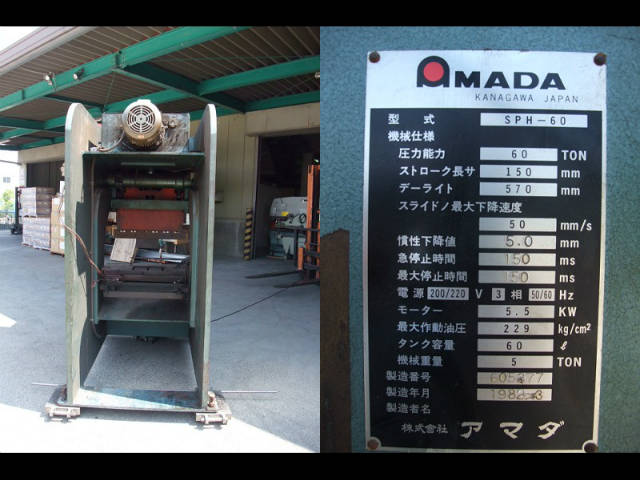 AMADA
KANAGAWA JAPAN
型式 SPH-60
機械仕様
圧力能力 60 TON
ストローク長サ 150 mm
デーライト 570 mm
スライドノ最大下降速度
50 mm/s
慣性下降値 5.0 mm
急停止時間 150 ms
最大停止時間 150 ms
電源 200/220 V 3 相 50/60 Hz
モーター 5.5 KW
最大作動油圧 229 kg/cm²
タンク容量 60 ℓ
機械重量 5 TON
製造番号 605277
製造年月 1982-3
製造者名
株式会社 アマダ